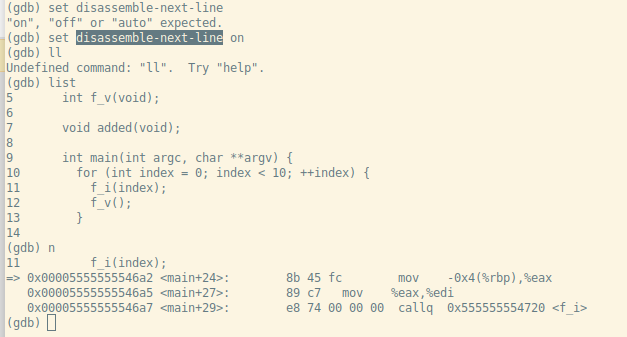 (gdb) set disassemble-next-line
"on", "off" or "auto" expected.
(gdb) set disassemble-next-line on
(gdb) ll
Undefined command: "ll".  Try "help".
(gdb) list
5       int f_v(void);
6
7       void added(void);
8
9       int main(int argc, char **argv) {
10        for (int index = 0; index < 10; ++index) {
11          f_i(index);
12          f_v();
13        }
14
(gdb) n
11          f_i(index);
=> 0x00005555555546a2 <main+24>:        8b 45 fc        mov    -0x4(%rbp),%eax
   0x00005555555546a5 <main+27>:        89 c7   mov    %eax,%edi
   0x00005555555546a7 <main+29>:        e8 74 00 00 00  callq  0x555555554720 <f_i>
(gdb)